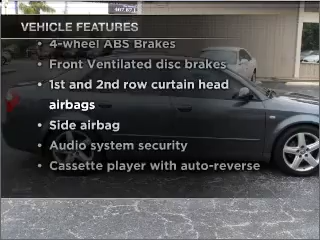 VEHICLE FEATURES
• 4-wheel ABS Brakes
• Front Ventilated disc brakes
• 1st and 2nd row curtain head
airbags
• Side airbag
• Audio system security
• Cassette player with auto-reverse